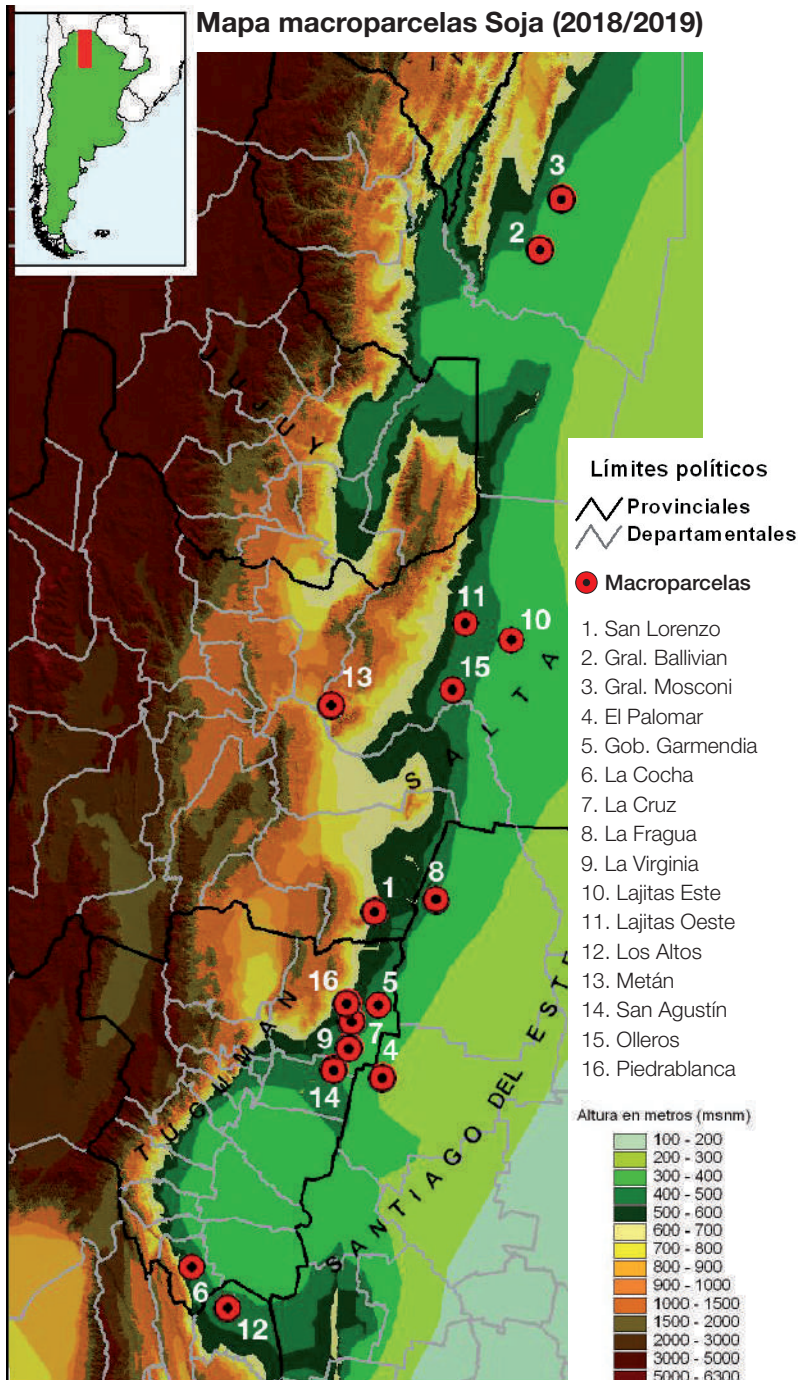 Mapa macroparcelas Soja (2018/2019)
3
2
JUJUY
Límites políticos
Provinciales
Departamentales
Macroparcelas
11
10
13
15
SALTA
1. San Lorenzo
2. Gral. Ballivian
3. Gral. Mosconi
4. El Palomar
5. Gob. Garmendia
6. La Cocha
7. La Cruz
8. La Fragua
9. La Virginia
10. Lajitas Este
11. Lajitas Oeste
12. Los Altos
13. Metán
14. San Agustín
15. Olleros
16. Piedrablanca
1
8
16
5
7
9
14
4
TUCUMAN
SANTIAGO DEL ESTE
6
12
Altura en metros (msnm)
100 - 200
200 - 300
300 - 400
400 - 500
500 - 600
600 - 700
700 - 800
800 - 900
900 - 1000
1000 - 1500
1500 - 2000
2000 - 3000
3000 - 5000
5000 - 6300